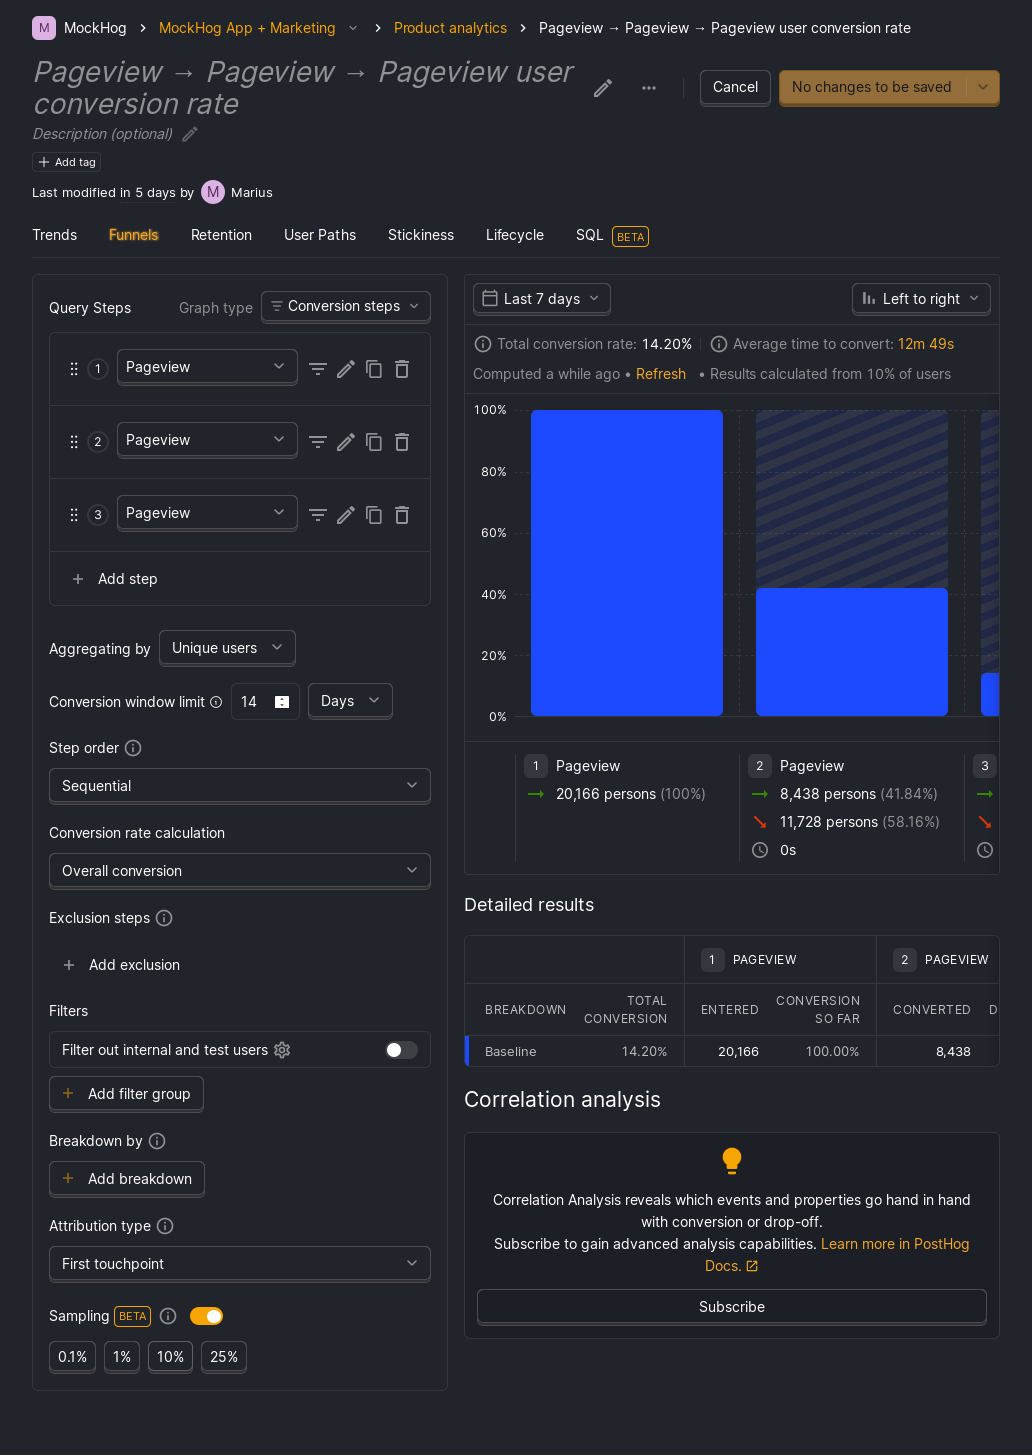 M MockHog > MockHog App + Marketing > Product analytics > Pageview → Pageview → Pageview user conversion rate
Pageview → Pageview → Pageview user
conversion rate
Cancel
No changes to be saved
Description (optional)
+ Add tag
Last modified in 5 days by M Marius
Trends Funnels Retention User Paths Stickiness Lifecycle SQL BETA
Query Steps
Graph type Conversion steps
1 Pageview
2 Pageview
3 Pageview
+ Add step
Aggregating by Unique users
Conversion window limit 14 Days
Step order
Sequential
Conversion rate calculation
Overall conversion
Exclusion steps
+ Add exclusion
Filters
Filter out internal and test users
+ Add filter group
Breakdown by
+ Add breakdown
Attribution type
First touchpoint
Sampling BETA
0.1% 1% 10% 25%
Last 7 days
Left to right
Total conversion rate: 14.20% Average time to convert: 12m 49s
Computed a while ago • Refresh • Results calculated from 10% of users
100%
80%
60%
40%
20%
0%
1 Pageview
20,166 persons (100%)
2 Pageview
8,438 persons (41.84%)
11,728 persons (58.16%)
0s
3
Detailed results
1 PAGEVIEW 2 PAGEVIEW
BREAKDOWN TOTAL CONVERSION ENTERED CONVERSION SO FAR CONVERTED D
Baseline 14.20% 20,166 100.00% 8,438
Correlation analysis
Correlation Analysis reveals which events and properties go hand in hand
with conversion or drop-off.
Subscribe to gain advanced analysis capabilities. Learn more in PostHog
Docs.
Subscribe